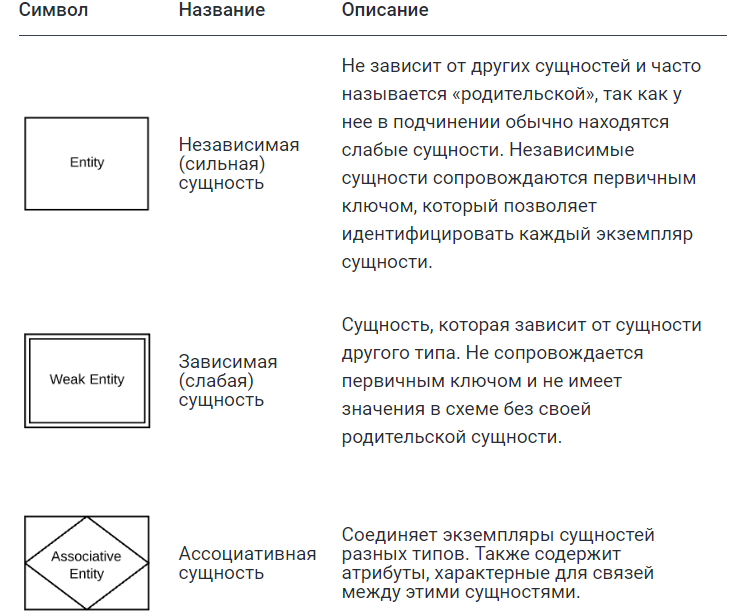 Символ Название Описание
Не зависит от других сущностей и часто
называется «родительской», так как у
нее в подчинении обычно находятся
слабые сущности. Независимые
сущности сопровождаются первичным
ключом, который позволяет
идентифицировать каждый экземпляр
сущности.
Entity
Независимая
(сильная)
сущность
Сущность, которая зависит от сущности
другого типа. Не сопровождается
первичным ключом и не имеет
значения в схеме без своей
родительской сущности.
Weak Entity
Зависимая
(слабая)
сущность
Associative
Entity
Ассоциативная
сущность
Соединяет экземпляры сущностей
разных типов. Также содержит
атрибуты, характерные для связей
между этими сущностями.